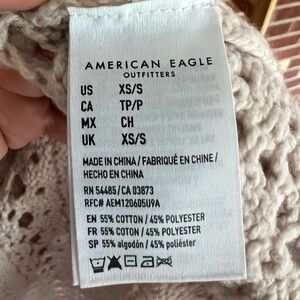 AMERICAN EAGLE
OUTFITTERS
US XS/S
CA TP/P
MX CH
UK XS/S
MADE IN CHINA / FABRIQUÉ EN CHINE /
HECHO EN CHINA
RN 54485 / CA 03873
RFC# AEM120605U9A
EN 55% COTTON / 45% POLYESTER
FR 55% COTTON / 45% POLYESTER
SP 55% algodón / 45% poliéster